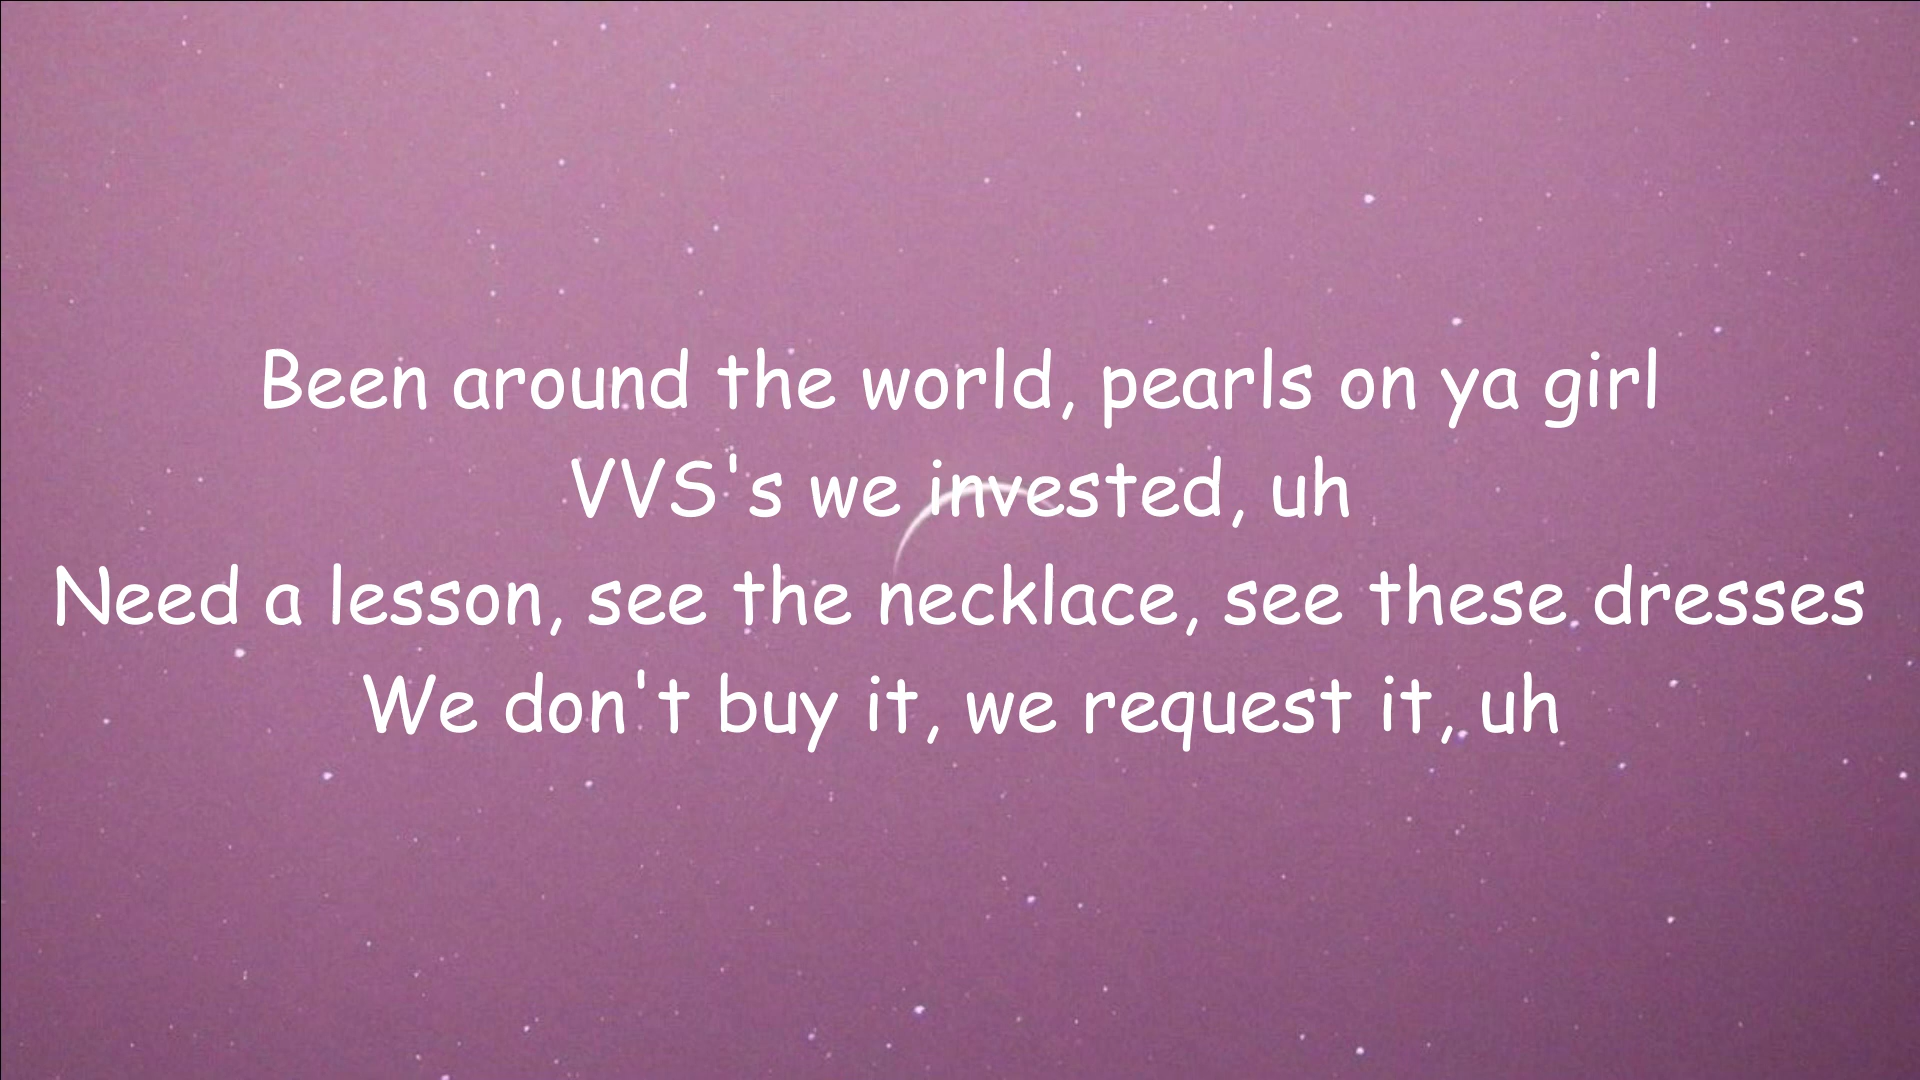 Been around the world, pearls on ya girl
VVS's we invested, uh
Need a lesson, see the necklace, see these dresses
We don't buy it, we request it, uh